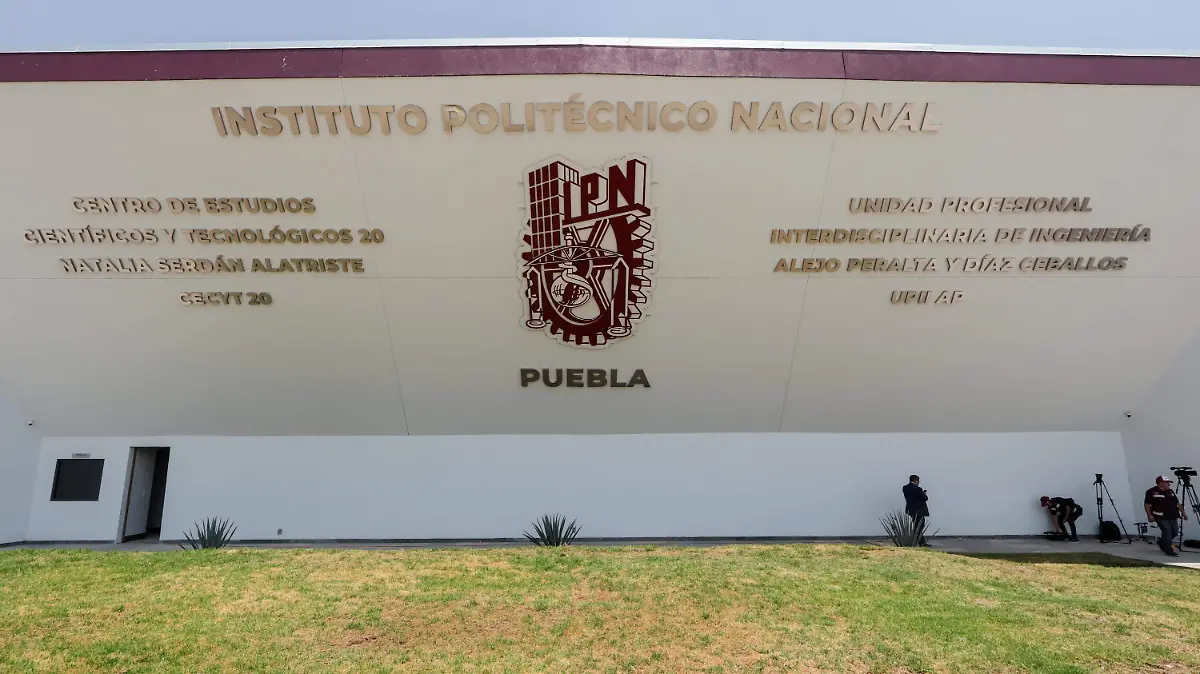 INSTITUTO POLITÉCNICO NACIONAL
CENTRO DE ESTUDIOS
CIENTÍFICOS Y TECNOLÓGICOS 20
NATALIA SERDÁN ALATRISTE
CECYT 20
IPN
PUEBLA
UNIDAD PROFESIONAL
INTERDISCIPLINARIA DE INGENIERÍA
ALEJO PERALTA Y DÍAZ CEBALLOS
UPII AP